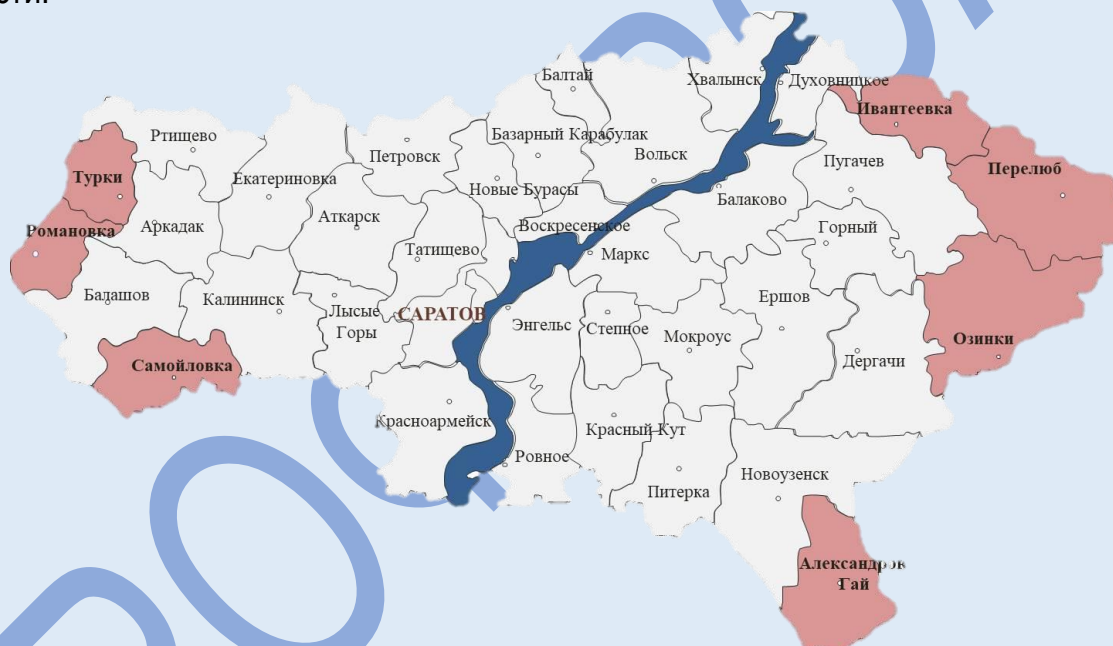 Балтай
Хвалынск
Духовницкое
Ивантеевка
Ртищево
Базарный Карабулак
Петровск
Вольск
Пугачев
Перелюб
Турки
Екатериновка
Новые Бурасы
Балаково
Аткарск
Аркадак
Воскресенское
Горный
Романовка
Татищево
Маркс
Балашов
Калининск
Ершов
Лысые
Горы
САРАТОВ
Энгельс
Степное
Мокроус
Озинки
Дергачи
Самойловка
Красноармейск
Красный Кут
Ровное
Новоузенск
Питерка
Александров
Гай